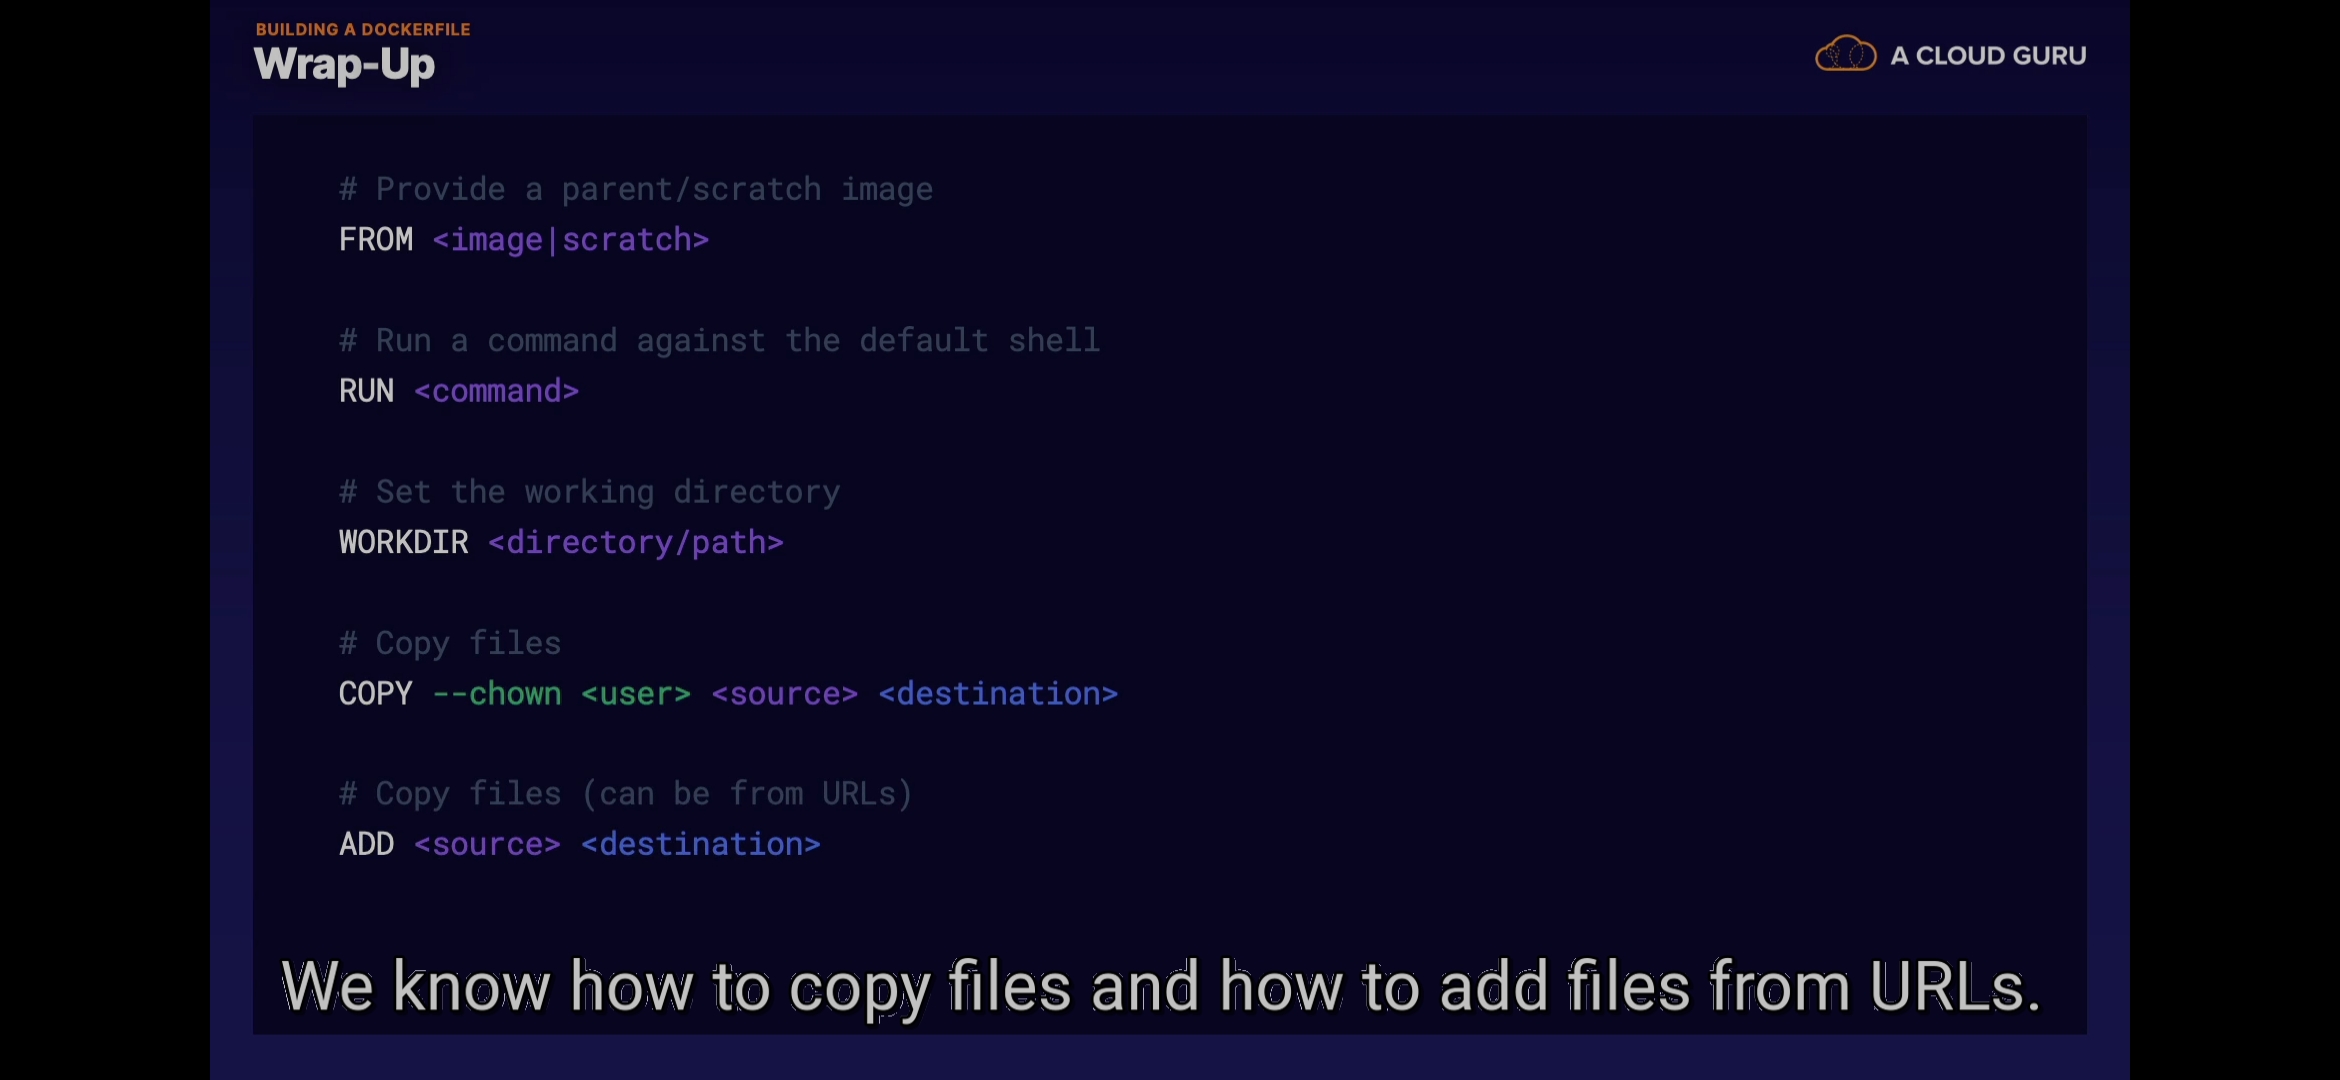 BUILDING A DOCKERFILE
Wrap-Up
A CLOUD GURU
# Provide a parent/scratch image
FROM <image|scratch>
# Run a command against the default shell
RUN <command>
# Set the working directory
WORKDIR <directory/path>
# Copy files
COPY --chown <user> <source> <destination>
# Copy files (can be from URLs)
ADD <source> <destination>
We know how to copy files and how to add files from URLs.